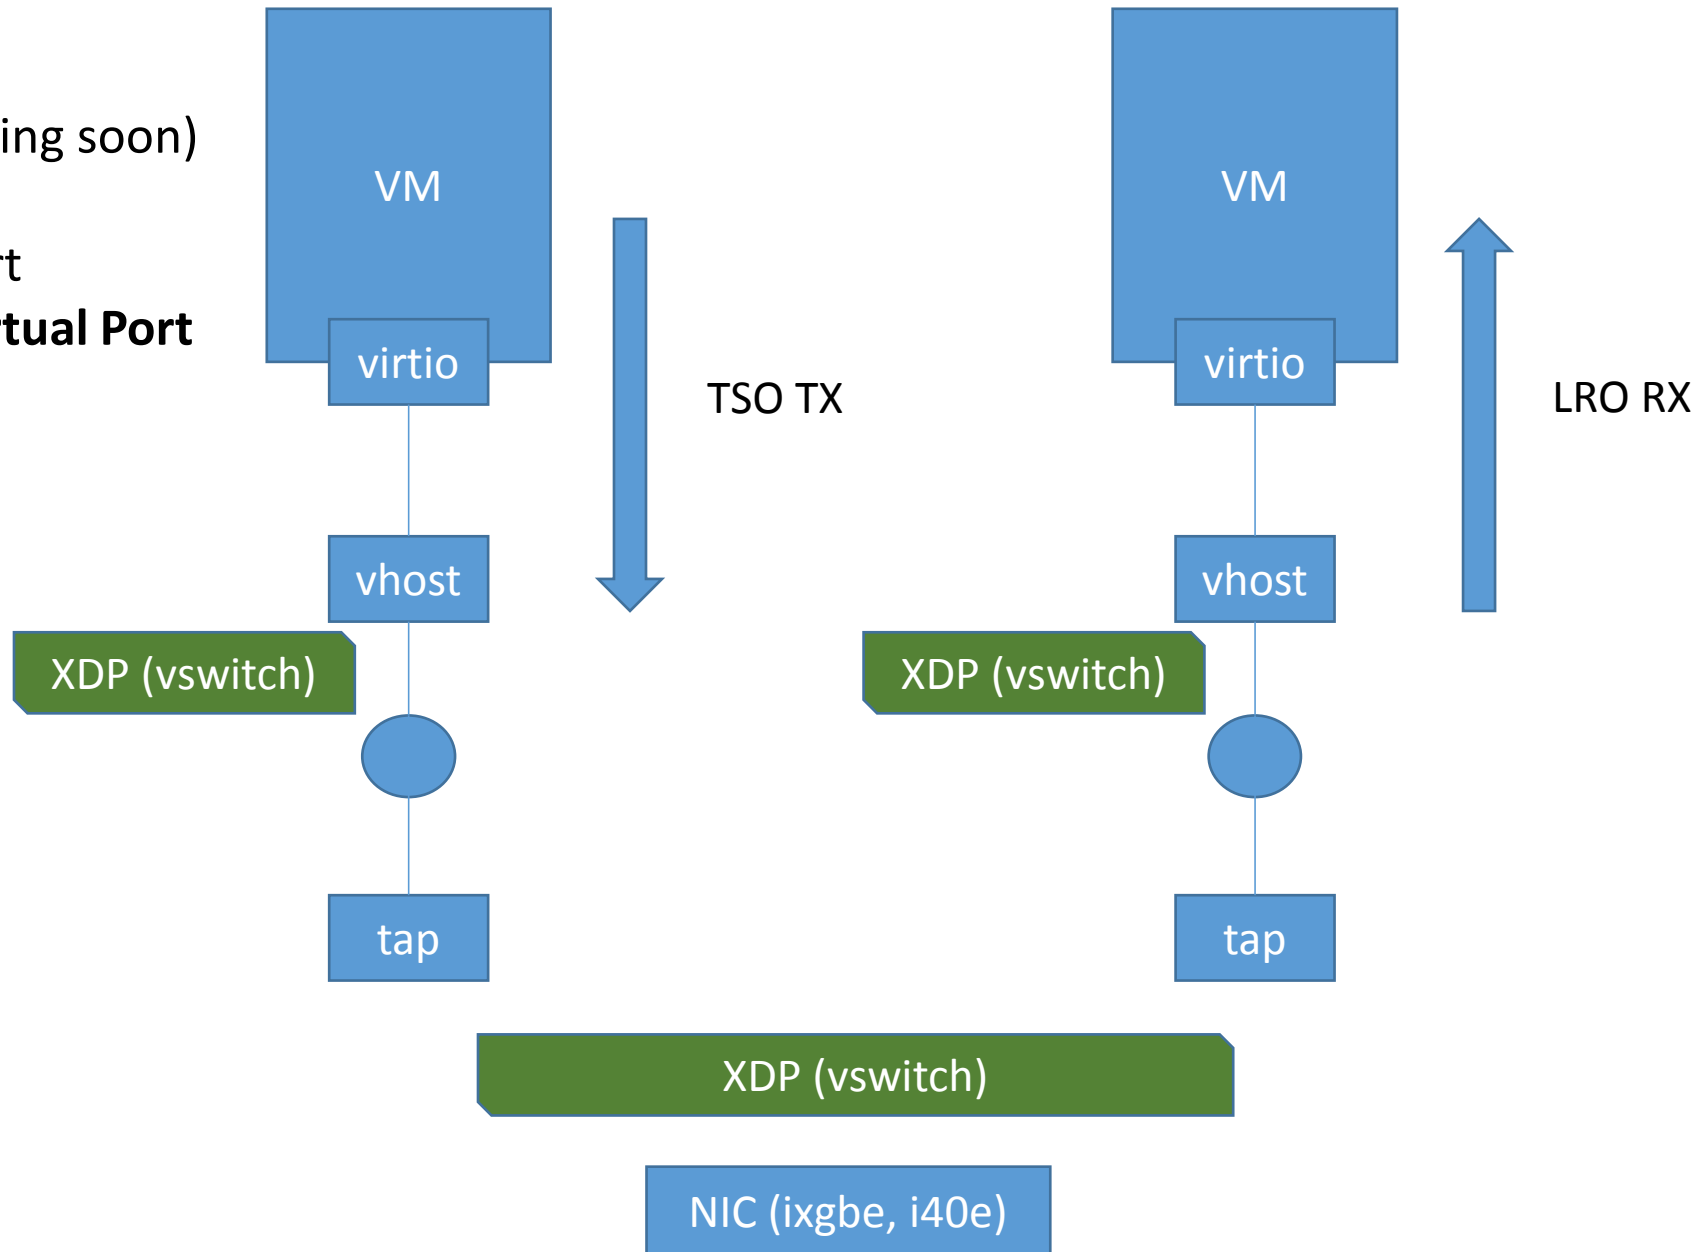 ing soon)
rt
rtual Port
VM
virtio
TSO TX
vhost
XDP (vswitch)
tap
VM
virtio
LRO RX
vhost
XDP (vswitch)
tap
XDP (vswitch)
NIC (ixgbe, i40e)